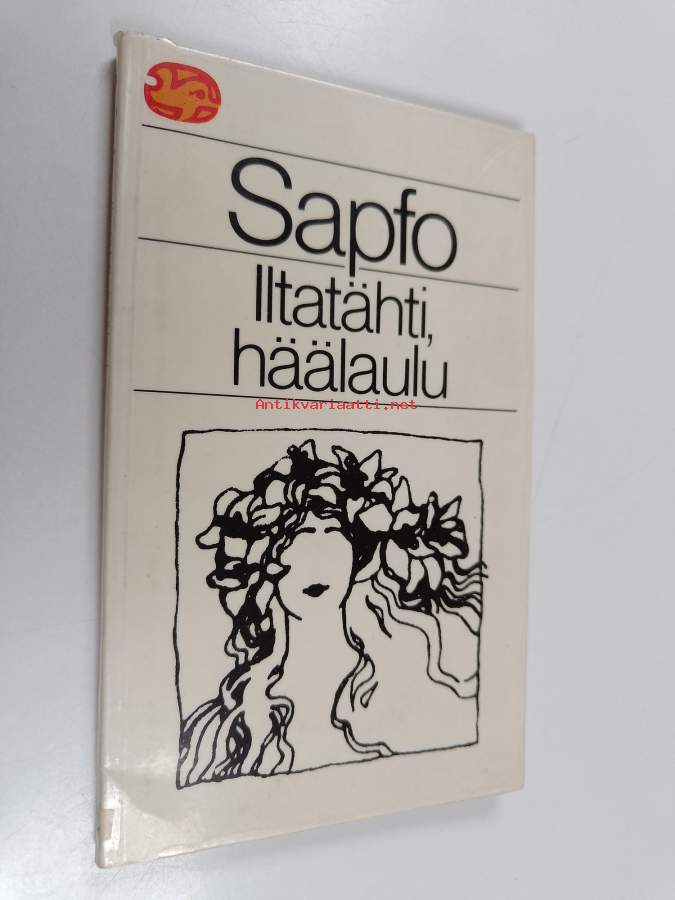 Sapfo
Iltatähti,
häälaulu
Antikvariaatti.net